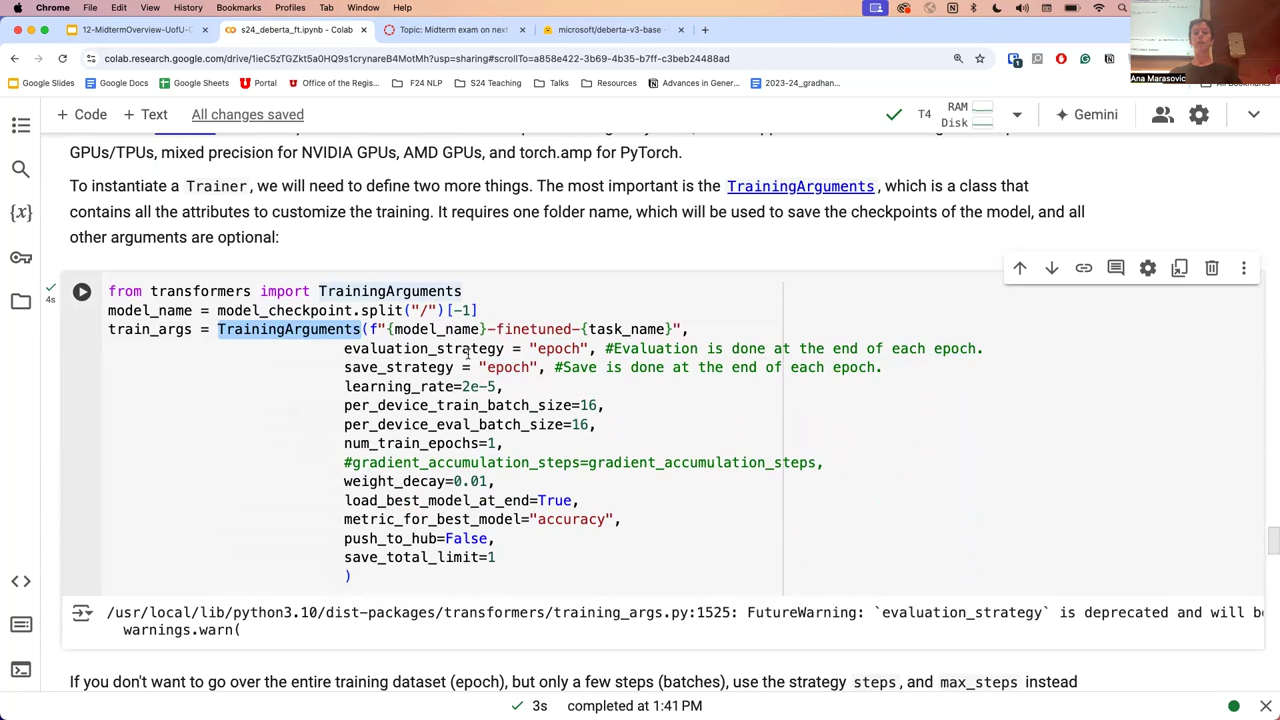 Chrome File Edit View History Bookmarks Profiles Tab Window Help
12-MidtermOverview-UofU-C
s24_deberta_ft.ipynb - Colab
Topic: Midterm exam on next
microsoft/deberta-v3-base
colab.research.google.com/drive/1ieC5zTGZkt5aOHQ9s1crynareB4MotMh?usp=sharing#scrollTo=a858e422-3b69-4b35-b7ff-c3beb24488ad
Ana Marasovic
Google Slides Google Docs Google Sheets Portal Office of the Regis... F24 S24 Teaching Talks Resources Advances in Gener... 2023-24_gradhan...
+ Code + Text All changes saved
T4 RAM Disk Gemini
GPUs/TPUs, mixed precision for NVIDIA GPUs, AMD GPUs, and torch.amp for PyTorch.
To instantiate a Trainer, we will need to define two more things. The most important is the TrainingArguments, which is a class that
contains all the attributes to customize the training. It requires one folder name, which will be used to save the checkpoints of the model, and all
other arguments are optional:
4s
from transformers import TrainingArguments
model_name = model_checkpoint.split("/")[-1]
train_args = TrainingArguments(f"{model_name}-finetuned-{task_name}",
evaluation_strategy = "epoch", #Evaluation is done at the end of each epoch.
save_strategy = "epoch", #Save is done at the end of each epoch.
learning_rate=2e-5,
per_device_train_batch_size=16,
per_device_eval_batch_size=16,
num_train_epochs=1,
#gradient_accumulation_steps=gradient_accumulation_steps,
weight_decay=0.01,
load_best_model_at_end=True,
metric_for_best_model="accuracy",
push_to_hub=False,
save_total_limit=1
)
/usr/local/lib/python3.10/dist-packages/transformers/training_args.py:1525: FutureWarning: `evaluation_strategy` is deprecated and will b
warnings.warn(
If you don't want to go over the entire training dataset (epoch), but only a few steps (batches), use the strategy steps, and max_steps instead
3s completed at 1:41 PM